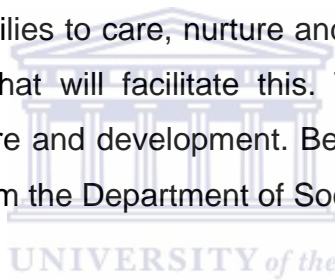 ilies to care, nurture and
hat will facilitate this.
re and development. Be
m the Department of Soc
UNIVERSITY of the